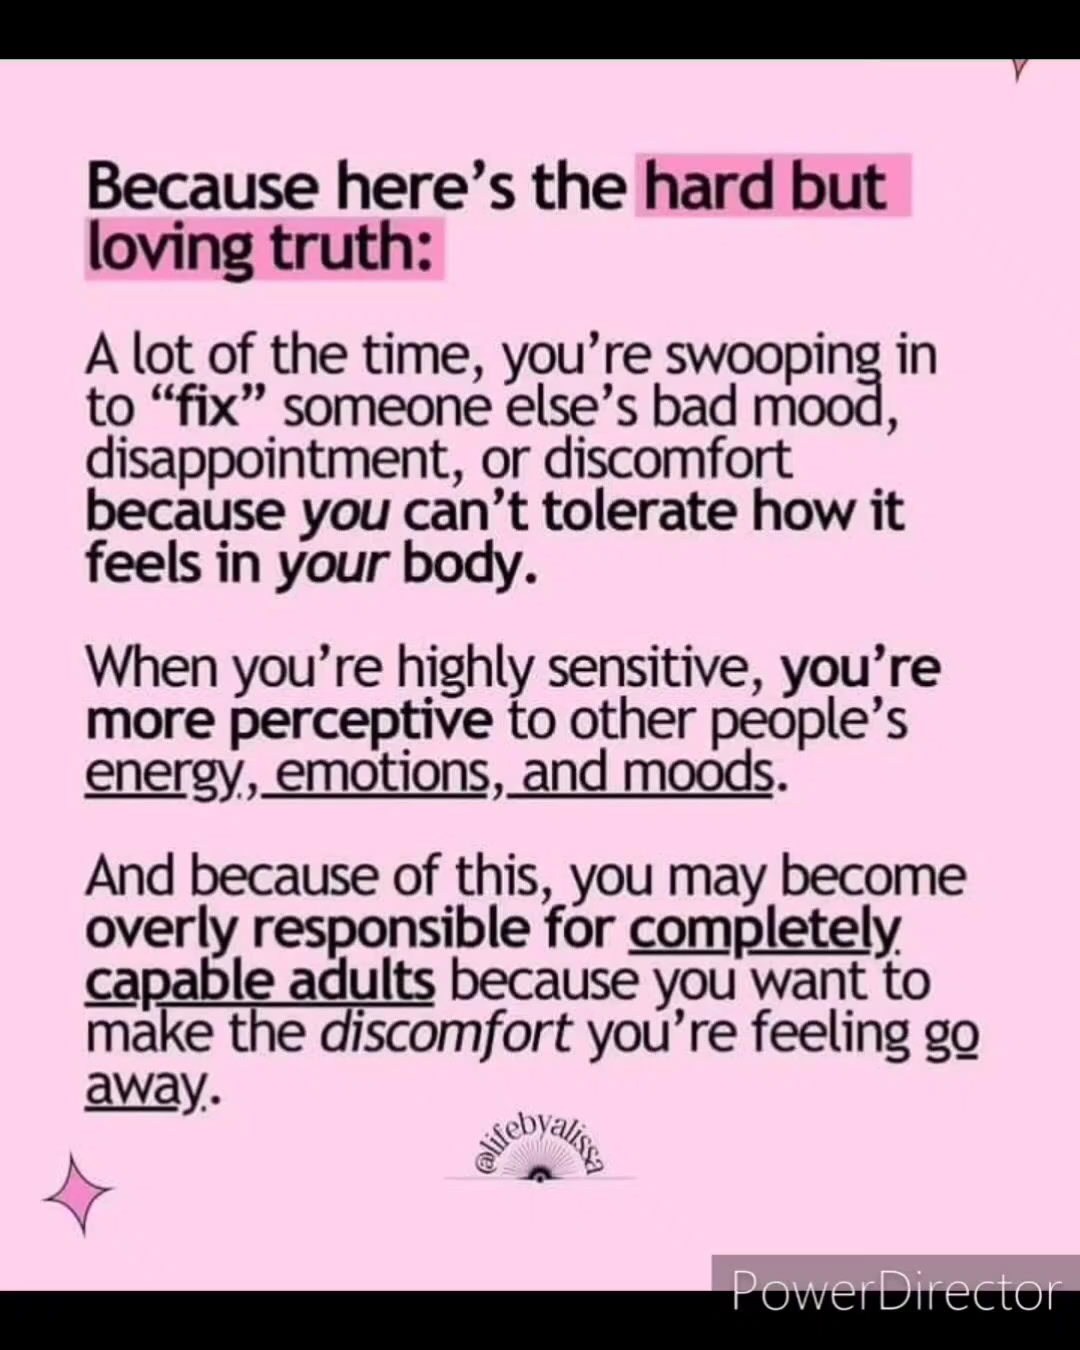 Because here’s the hard but
loving truth:
A lot of the time, you’re swooping in
to “fix” someone else’s bad mood,
disappointment, or discomfort
because you can’t tolerate how it
feels in your body.
When you’re highly sensitive, you’re
more perceptive to other people’s
energy, emotions, and moods.
And because of this, you may become
overly responsible for completely
capable adults because you want to
make the discomfort you’re feeling go
away.
@lifebyalissa
PowerDirector